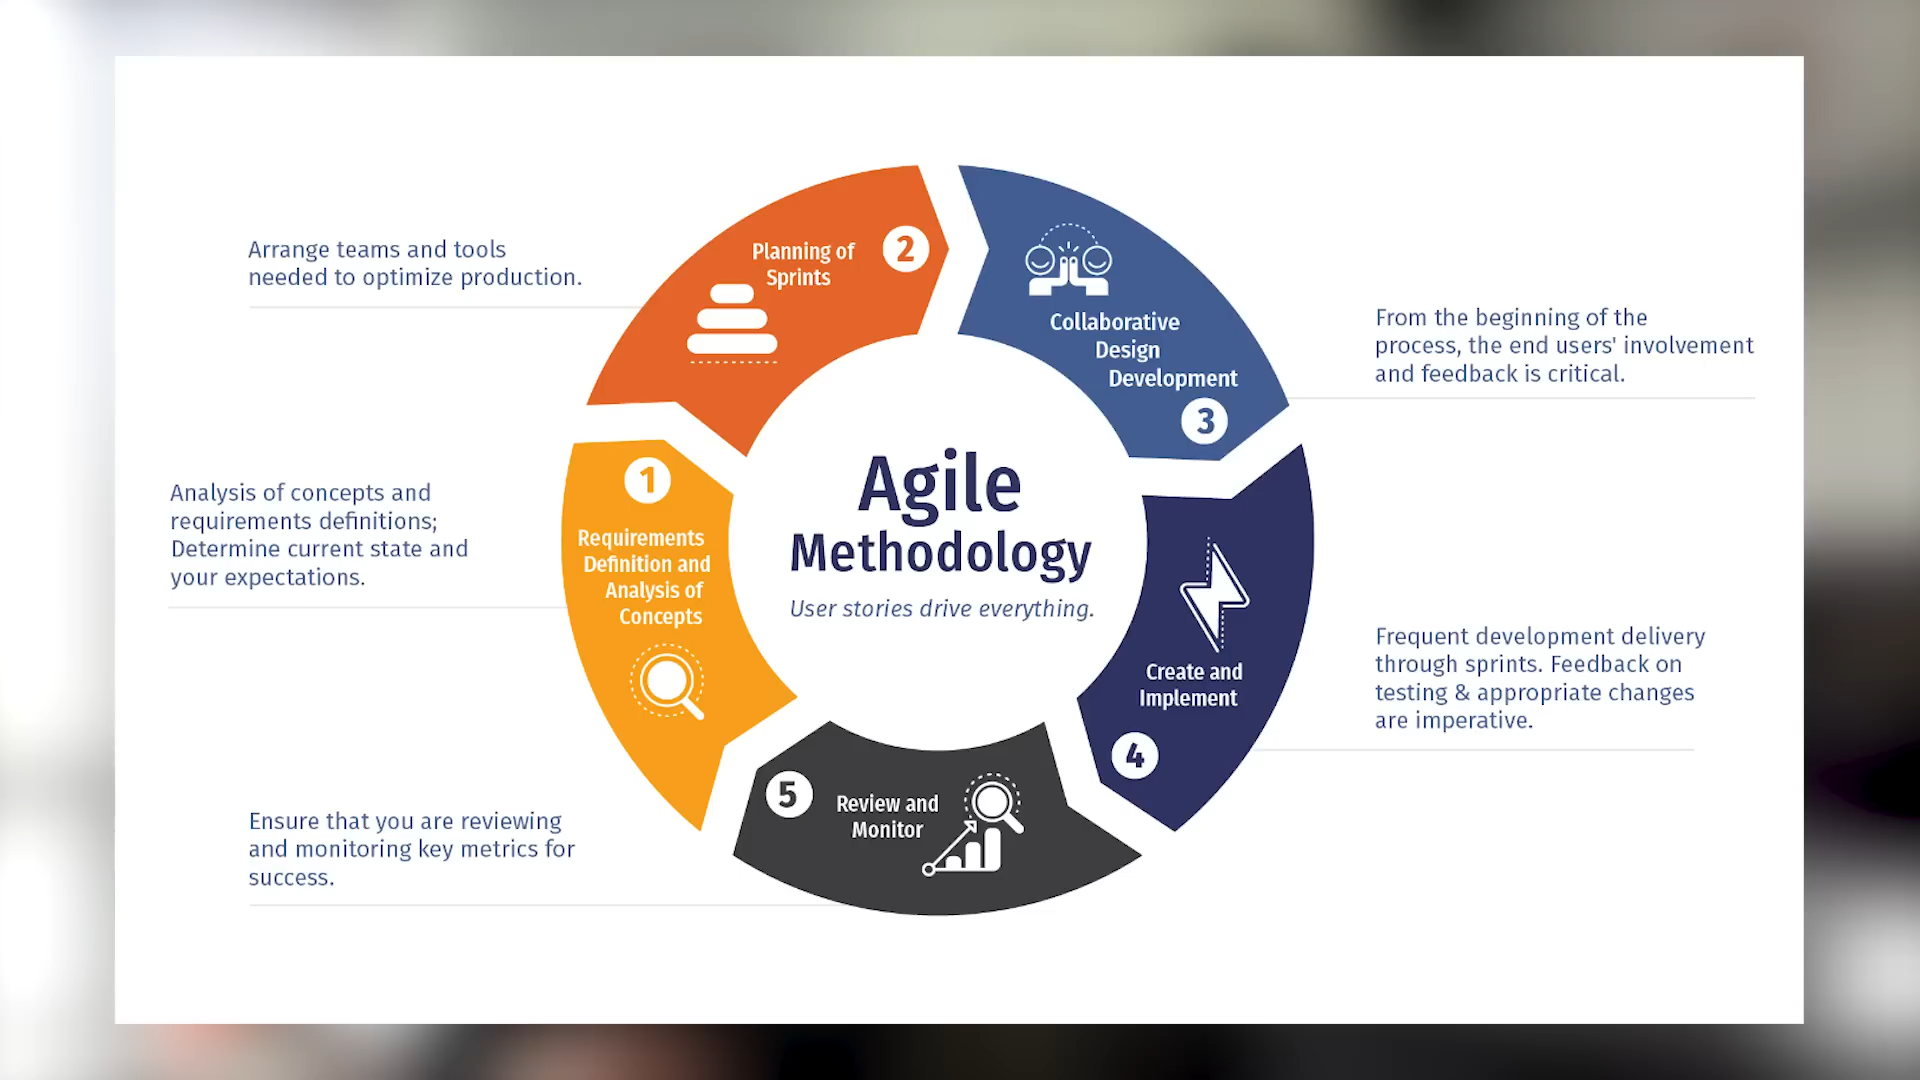 Agile
Methodology
User stories drive everything.
1
Requirements
Definition and
Analysis of
Concepts
Analysis of concepts and
requirements definitions;
Determine current state and
your expectations.
2
Planning of
Sprints
Arrange teams and tools
needed to optimize production.
Collaborative
Design
Development
3
From the beginning of the
process, the end users' involvement
and feedback is critical.
Create and
Implement
4
Frequent development delivery
through sprints. Feedback on
testing & appropriate changes
are imperative.
5
Review and
Monitor
Ensure that you are reviewing
and monitoring key metrics for
success.